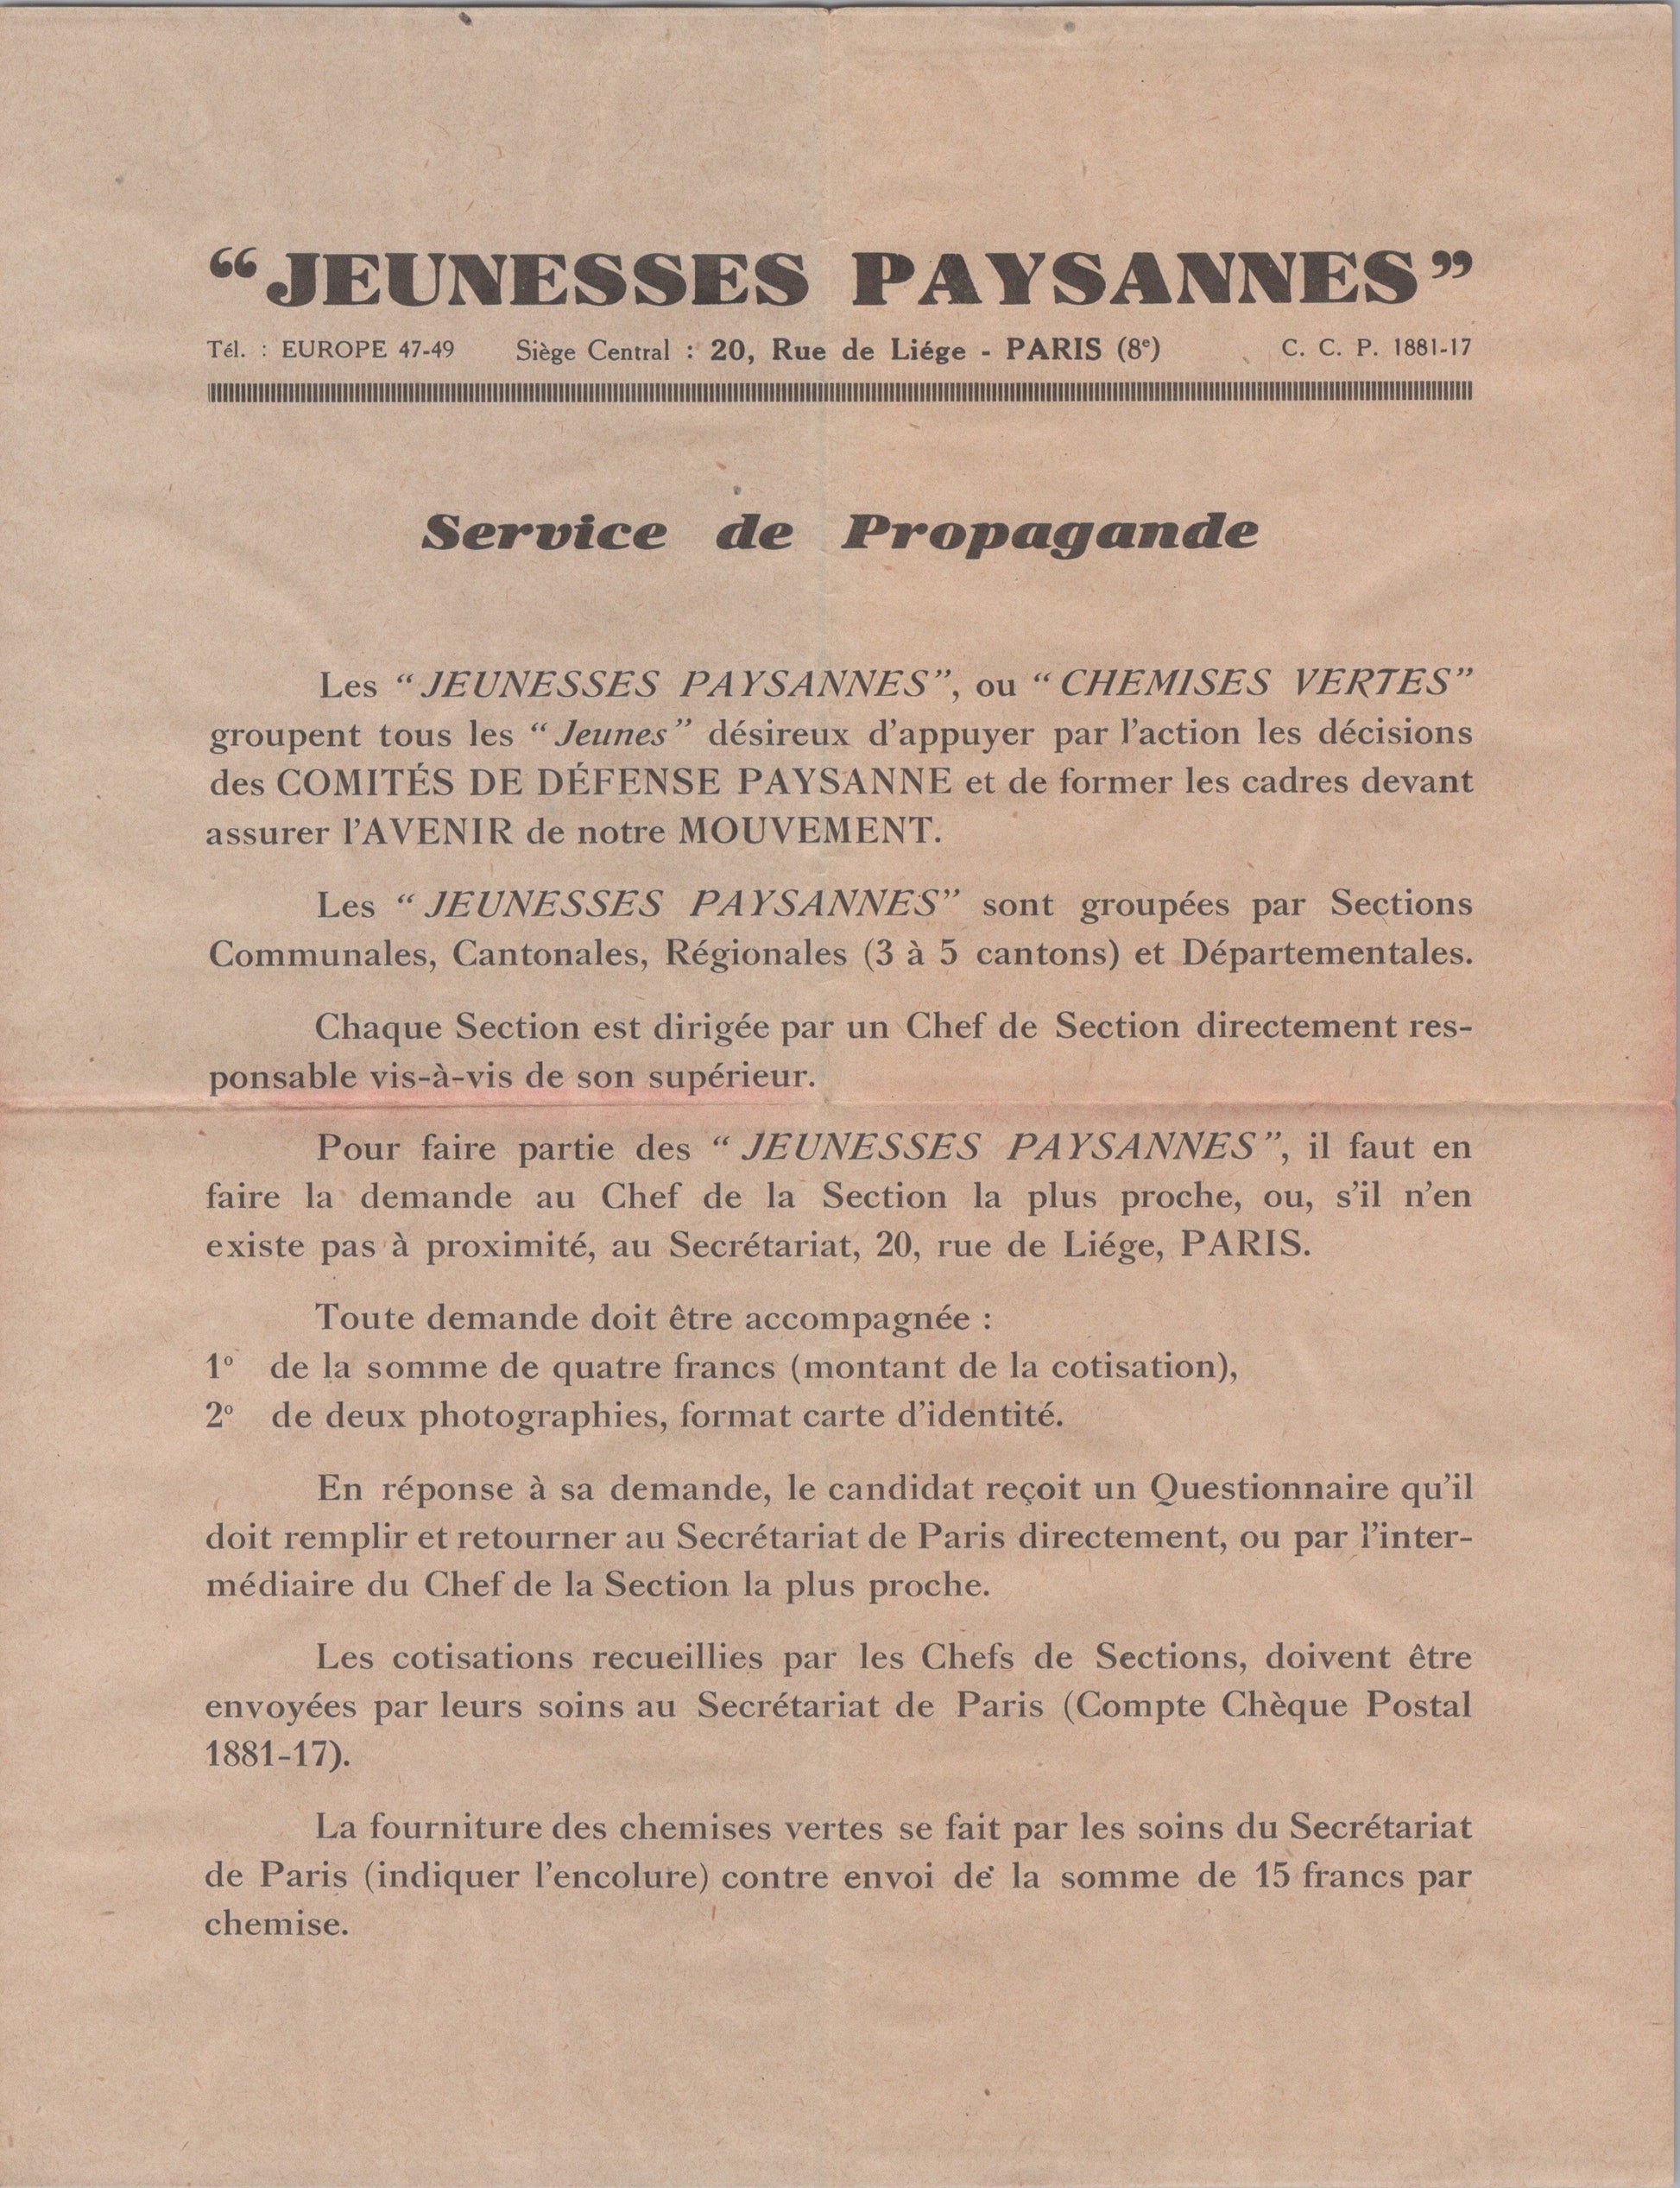 “JEUNESSES PAYSANNES”
Tél. : EUROPE 47-49 Siège Central : 20, Rue de Liége - PARIS (8e) C. C. P. 1881-17
Service de Propagande
Les “JEUNESSES PAYSANNES”, ou “CHEMISES VERTES”
groupent tous les “Jeunes” désireux d'appuyer par l'action les décisions
des COMITÉS DE DÉFENSE PAYSANNE et de former les cadres devant
assurer l'AVENIR de notre MOUVEMENT.
Les “JEUNESSES PAYSANNES” sont groupées par Sections
Communales, Cantonales, Régionales (3 à 5 cantons) et Départementales.
Chaque Section est dirigée par un Chef de Section directement res-
ponsable vis-à-vis de son supérieur.
Pour faire partie des “JEUNESSES PAYSANNES”, il faut en
faire la demande au Chef de la Section la plus proche, ou, s'il n'en
existe pas à proximité, au Secrétariat, 20, rue de Liége, PARIS.
Toute demande doit être accompagnée :
1o de la somme de quatre francs (montant de la cotisation),
2o de deux photographies, format carte d'identité.
En réponse à sa demande, le candidat reçoit un Questionnaire qu'il
doit remplir et retourner au Secrétariat de Paris directement, ou par l'inter-
médiaire du Chef de la Section la plus proche.
Les cotisations recueillies par les Chefs de Sections, doivent être
envoyées par leurs soins au Secrétariat de Paris (Compte Chèque Postal
1881-17).
La fourniture des chemises vertes se fait par les soins du Secrétariat
de Paris (indiquer l'encolure) contre envoi de la somme de 15 francs par
chemise.